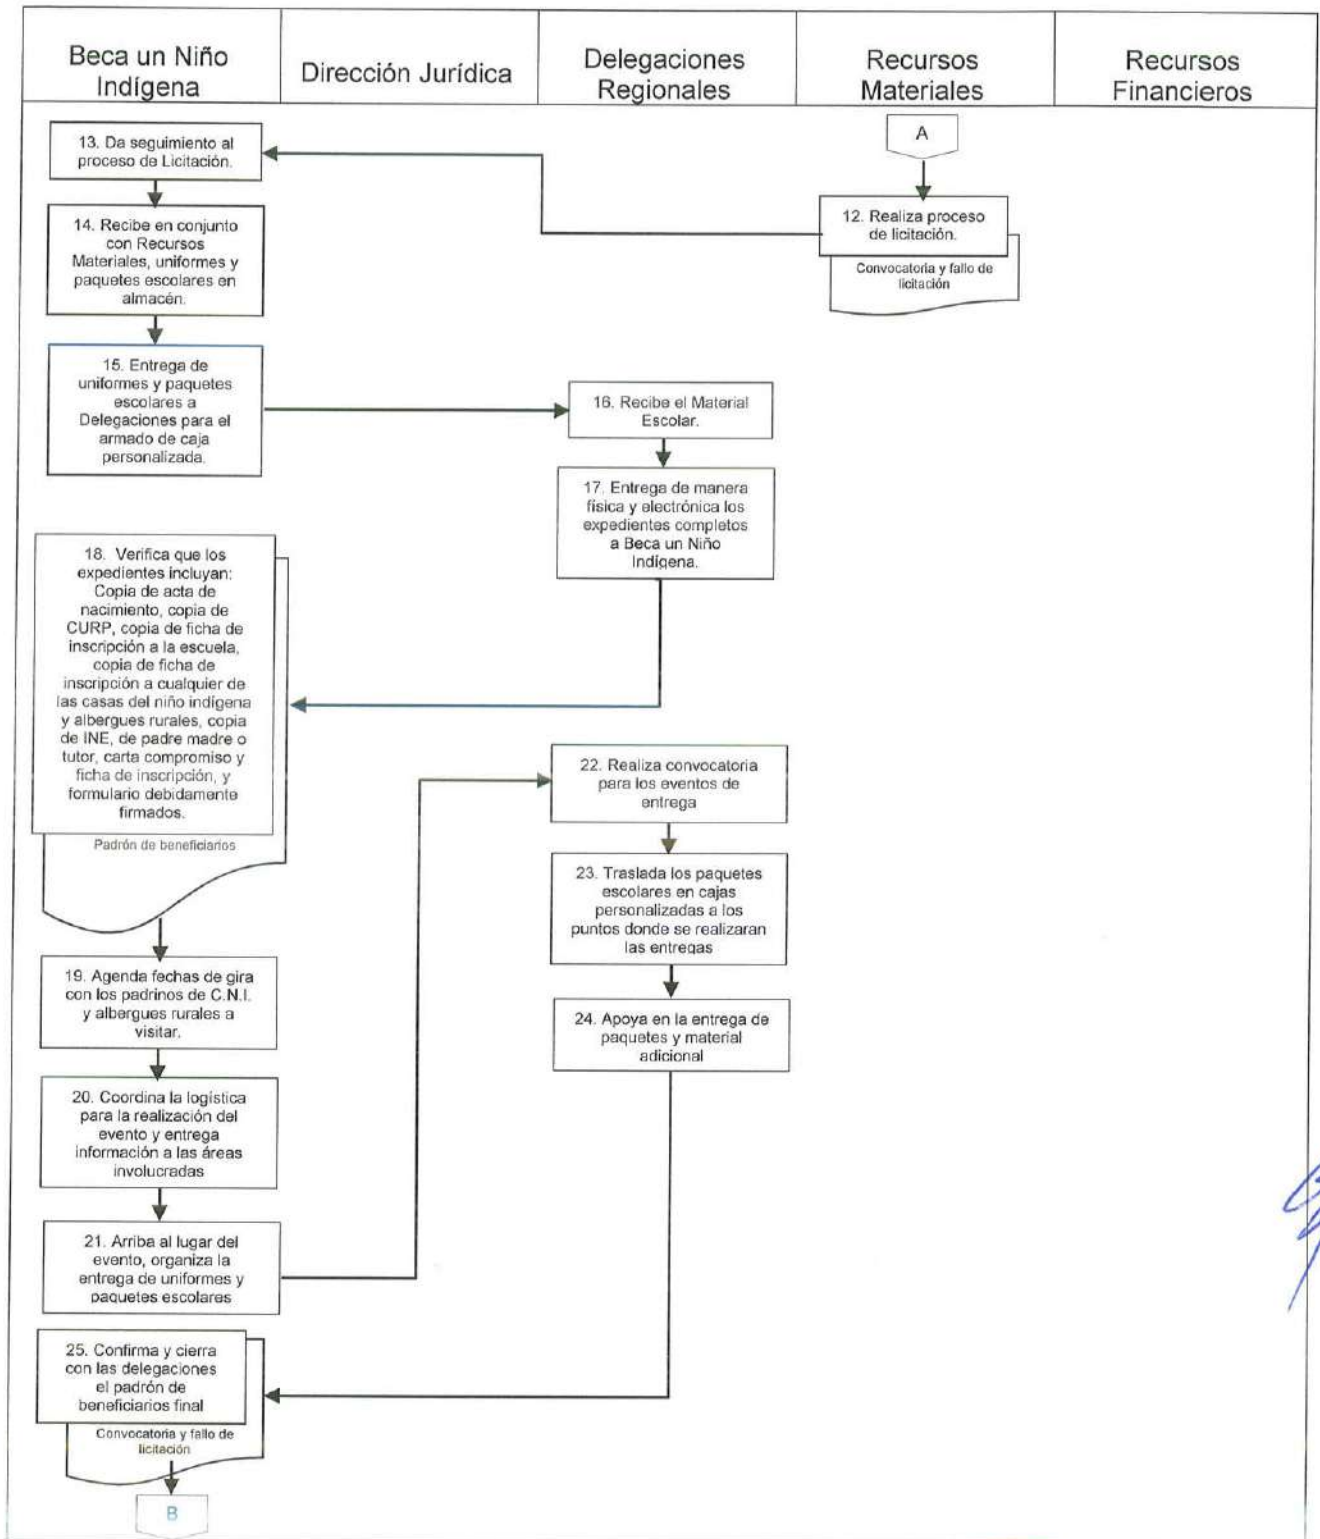 Beca un Niño
Indígena
Dirección Jurídica
Delegaciones
Regionales
Recursos
Materiales
Recursos
Financieros
A
12. Realiza proceso
de licitación.
Convocatoria y fallo de
licitación
13. Da seguimiento al
proceso de Licitación.
14. Recibe en conjunto
con Recursos
Materiales, uniformes y
paquetes escolares en
almacén.
15. Entrega de
uniformes y paquetes
escolares a
Delegaciones para el
armado de caja
personalizada.
16. Recibe el Material
Escolar.
17. Entrega de manera
física y electrónica los
expedientes completos
a Beca un Niño
Indígena.
18. Verifica que los
expedientes incluyan:
Copia de acta de
nacimiento, copia de
CURP, copia de ficha de
inscripción a la escuela,
copia de ficha de
inscripción a cualquier de
las casas del niño indígena
y albergues rurales, copia
de INE, de padre madre o
tutor, carta compromiso y
ficha de inscripción, y
formulario debidamente
firmados.
Padrón de beneficiarios
19. Agenda fechas de gira
con los padrinos de C.N.I.
y albergues rurales a
visitar.
20. Coordina la logística
para la realización del
evento y entrega
información a las áreas
involucradas
21. Arriba al lugar del
evento, organiza la
entrega de uniformes y
paquetes escolares
22. Realiza convocatoria
para los eventos de
entrega
23. Traslada los paquetes
escolares en cajas
personalizadas a los
puntos donde se realizaran
las entregas
24. Apoya en la entrega de
paquetes y material
adicional
25. Confirma y cierra
con las delegaciones
el padrón de
beneficiarios final
Convocatoria y fallo de
licitación
B